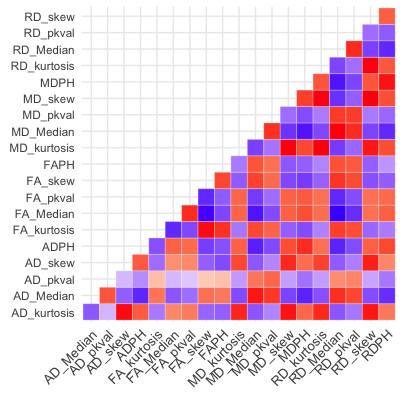 RD_skew
RD_pkval
RD_Median
RD_kurtosis
MDPH
MD_skew
MD_pkval
MD_Median
MD_kurtosis
FAPH
FA_skew
FA_pkval
FA_Median
FA_kurtosis
ADPH
AD_skew
AD_pkval
AD_Median
AD_kurtosis
AD_Median
AD_pkval
AD_skew
ADPH
FA_kurtosis
FA_Median
FA_pkval
FA_skew
FAPH
MD_kurtosis
MD_Median
MD_pkval
MD_skew
MDPH
RD_kurtosis
RD_Median
RD_pkval
RD_skew
RDPH